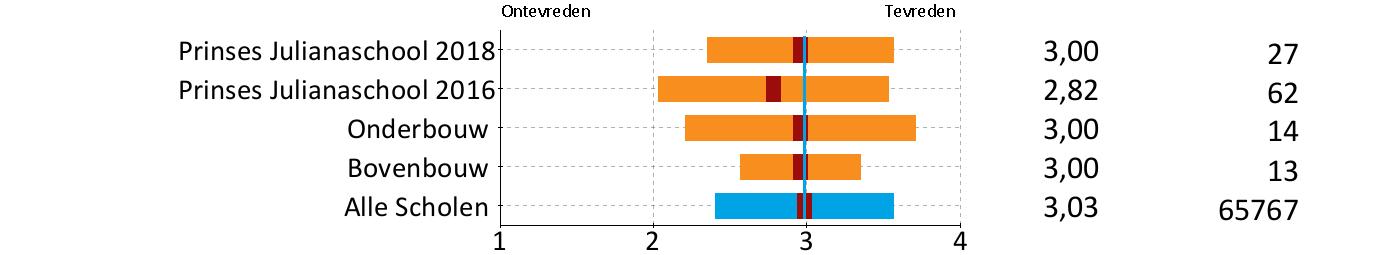 Ontevreden Tevreden
Prinses Julianaschool 2018 3,00 27
Prinses Julianaschool 2016 2,82 62
Onderbouw 3,00 14
Bovenbouw 3,00 13
Alle Scholen 3,03 65767
1 2 3 4